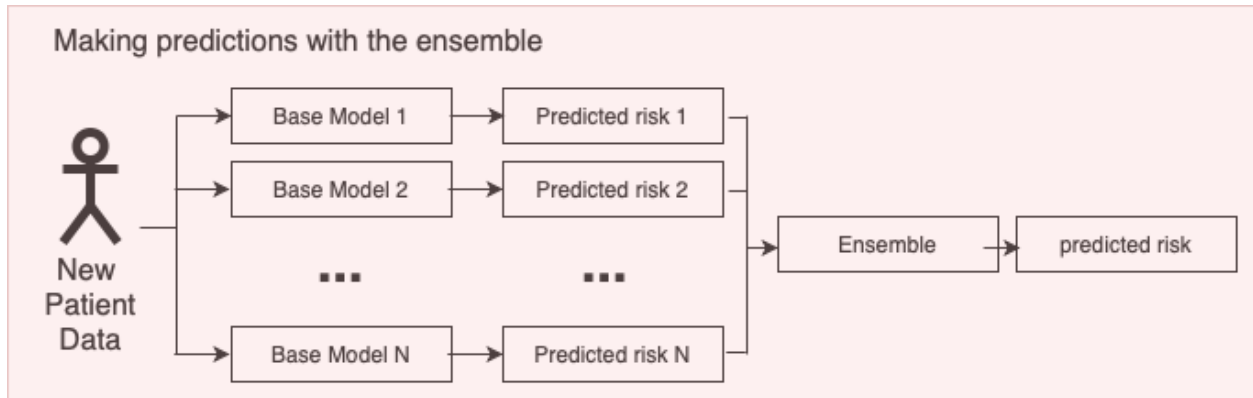 Making predictions with the ensemble
Base Model 1
Predicted risk 1
Base Model 2
Predicted risk 2
Ensemble
predicted risk
New
Patient
Data
...
...
Base Model N
Predicted risk N